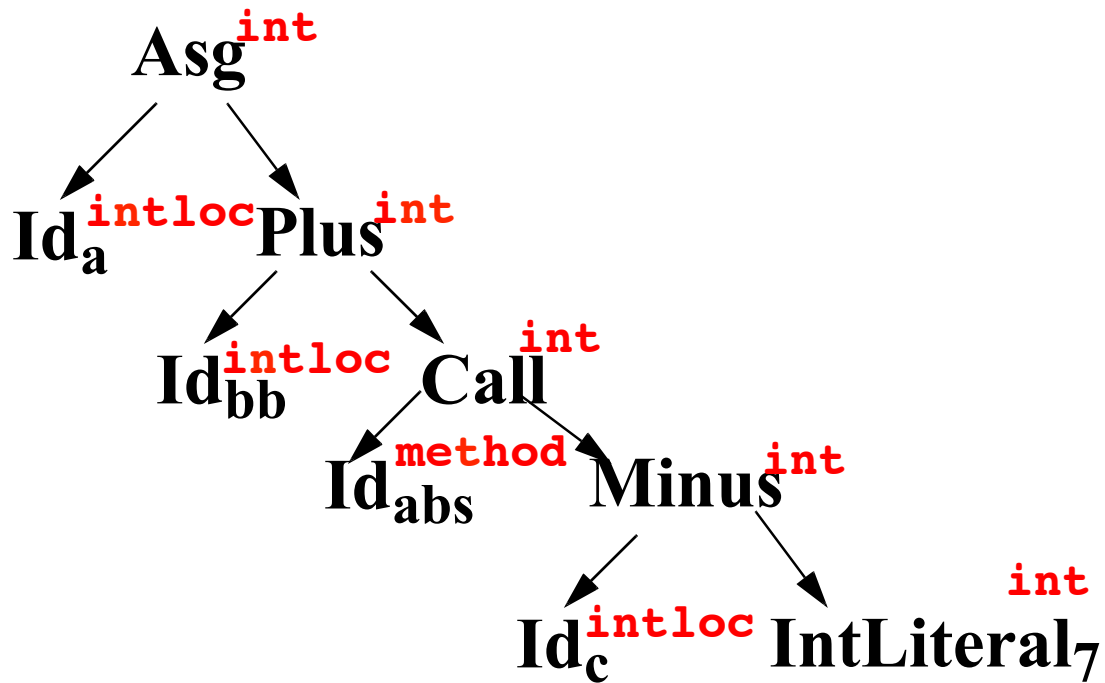 Asg int
Id a intloc Plus int
Id bb intloc Call int
Id abs method Minus int
Id c intloc IntLiteral 7 int